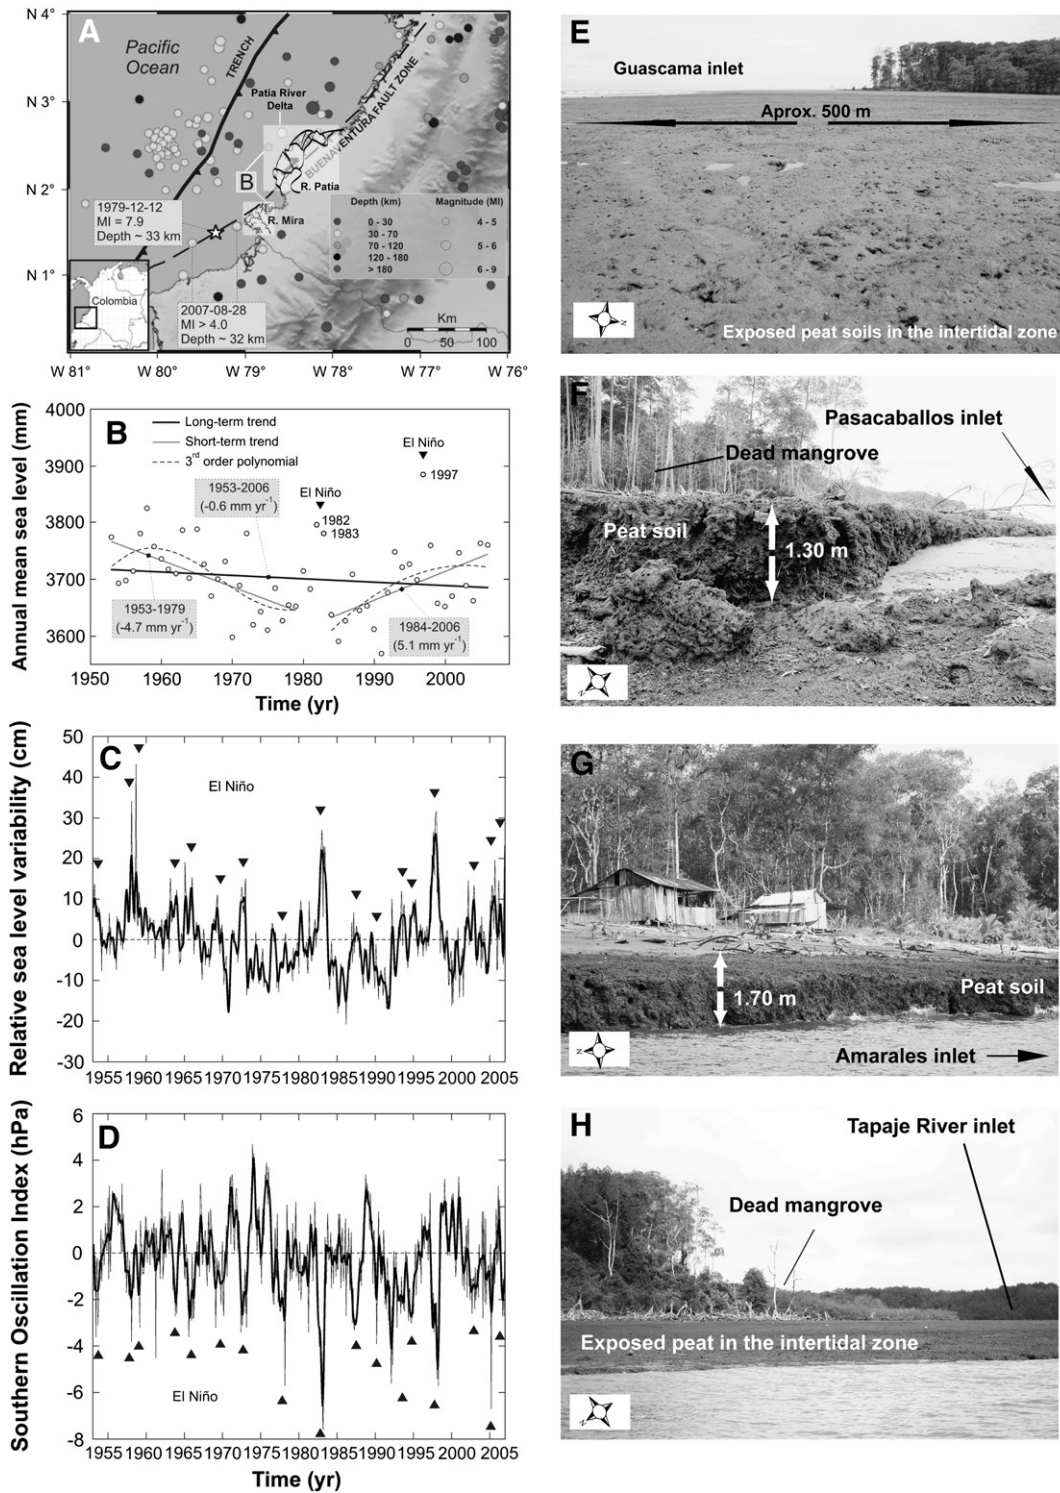 A
N 4°
N 3°
N 2°
N 1°
Pacific
Ocean
TRENCH
Patia River
Delta
BUENAVENTURA FAULT ZONE
B
R. Patia
R. Mira
1979-12-12
Ml = 7.9
Depth ~ 33 km
Depth (km)
Magnitude (Ml)
0 - 30
4 - 5
30 - 70
70 - 120
5 - 6
120 - 180
> 180
6 - 9
Colombia
2007-08-28
Ml > 4.0
Depth ~ 32 km
Km
0 50 100
W 81° W 80° W 79° W 78° W 77° W 76°
B
Annual mean sea level (mm)
4000
3900
3800
3700
3600
Long-term trend
Short-term trend
3rd order polynomial
El Niño
1997
1953-2006
(-0.6 mm yr-1)
El Niño
1982
1983
1953-1979
(-4.7 mm yr-1)
1984-2006
(5.1 mm yr-1)
1950 1960 1970 1980 1990 2000
Time (yr)
C
Relative sea level variability (cm)
50
40
30
20
10
0
-10
-20
-30
El Niño
1955 1960 1965 1970 1975 1980 1985 1990 1995 2000 2005
D
Southern Oscillation Index (hPa)
6
4
2
0
-2
-4
-6
-8
El Niño
1955 1960 1965 1970 1975 1980 1985 1990 1995 2000 2005
Time (yr)
E
Guascama inlet
Aprox. 500 m
N
Exposed peat soils in the intertidal zone
F
Pasacaballos inlet
Dead mangrove
Peat soil
1.30 m
N
G
1.70 m
Peat soil
N
Amarales inlet
H
Tapaje River inlet
Dead mangrove
Exposed peat in the intertidal zone
N